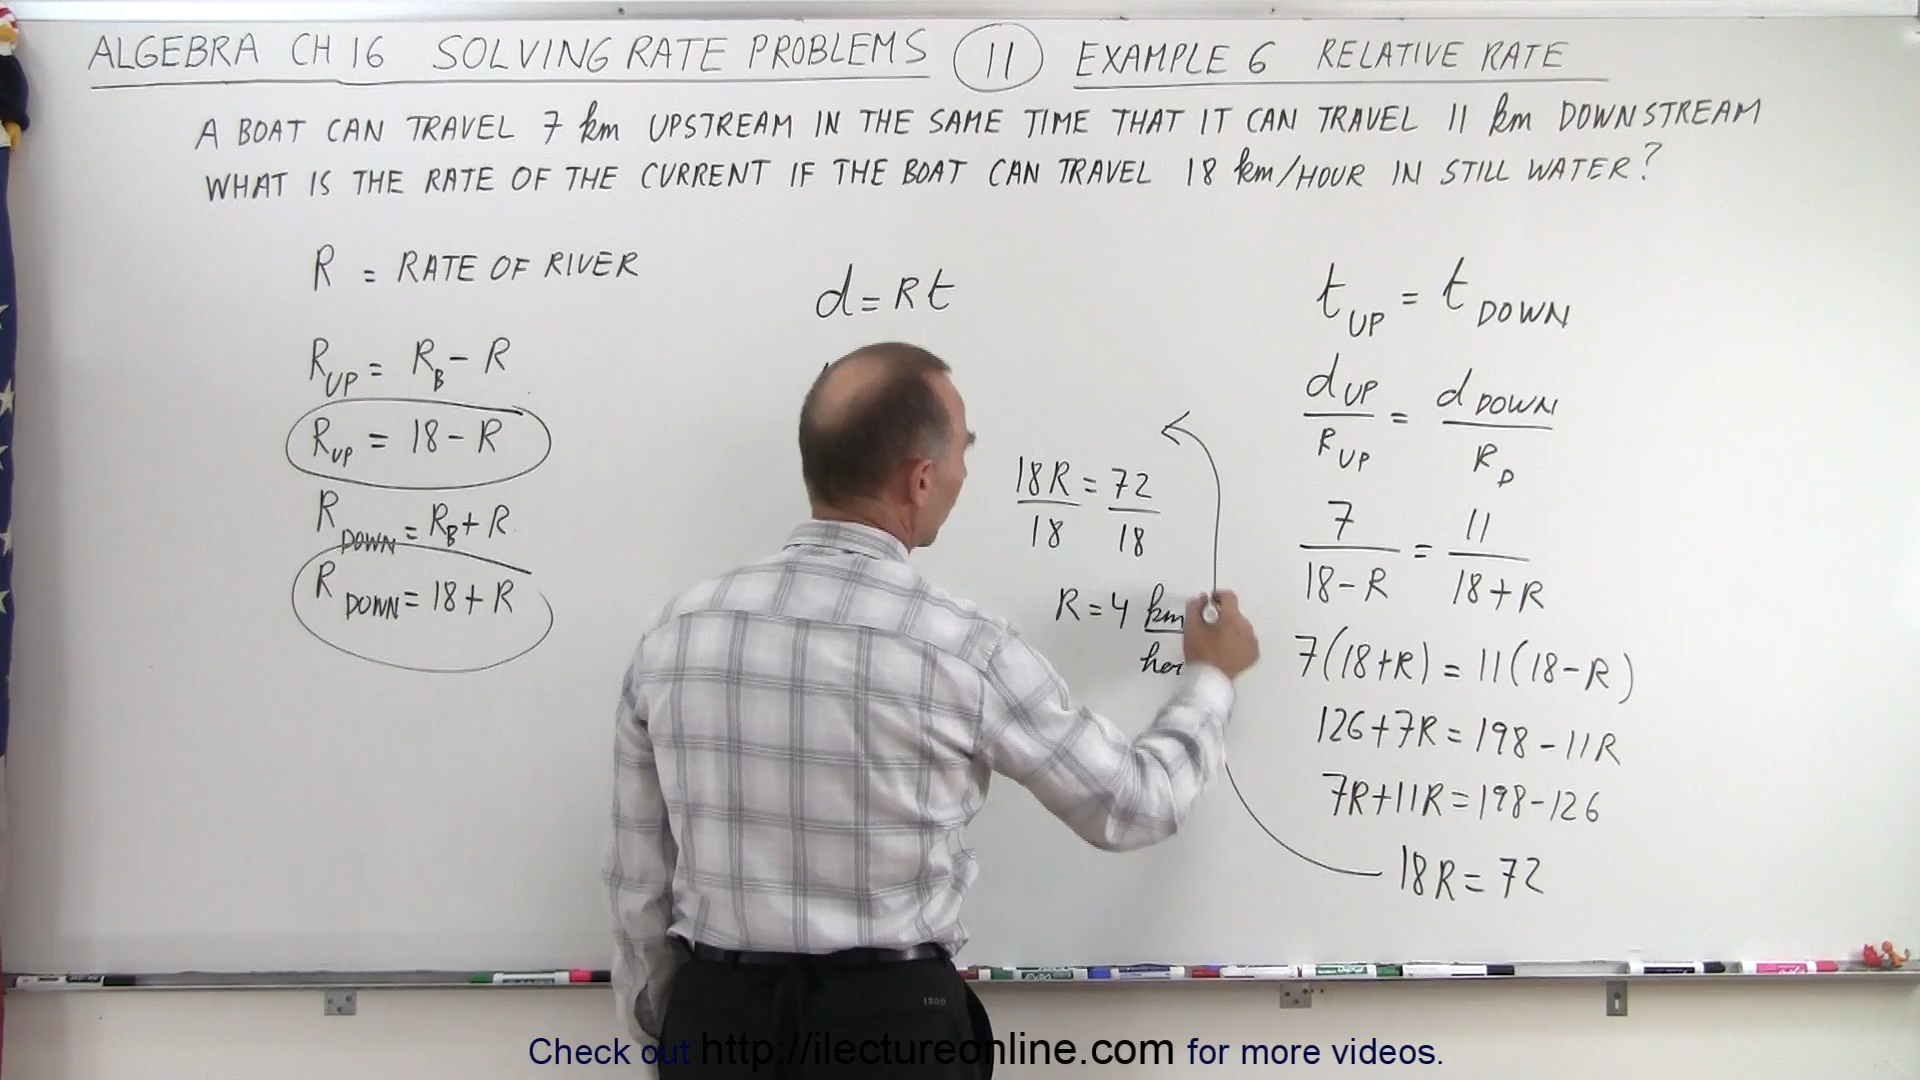 ALGEBRA CH 16 SOLVING RATE PROBLEMS 11 EXAMPLE 6 RELATIVE RATE
A BOAT CAN TRAVEL 7 km UPSTREAM IN THE SAME TIME THAT IT CAN TRAVEL 11 km DOWNSTREAM
WHAT IS THE RATE OF THE CURRENT IF THE BOAT CAN TRAVEL 18 km/HOUR IN STILL WATER?
R = RATE OF RIVER
R_UP = R_B - R
R_UP = 18 - R
R_DOWN = R_B + R
R_DOWN = 18 + R
d = Rt
18R = 72
18 18
R = 4 km
t_UP = t_DOWN
d_UP = d_DOWN
R_UP R_D
7 = 11
18-R 18+R
7(18+R) = 11(18-R)
126+7R = 198-11R
7R+11R = 198-126
18R = 72
1800
Check out http://ilectureonline.com for more videos.